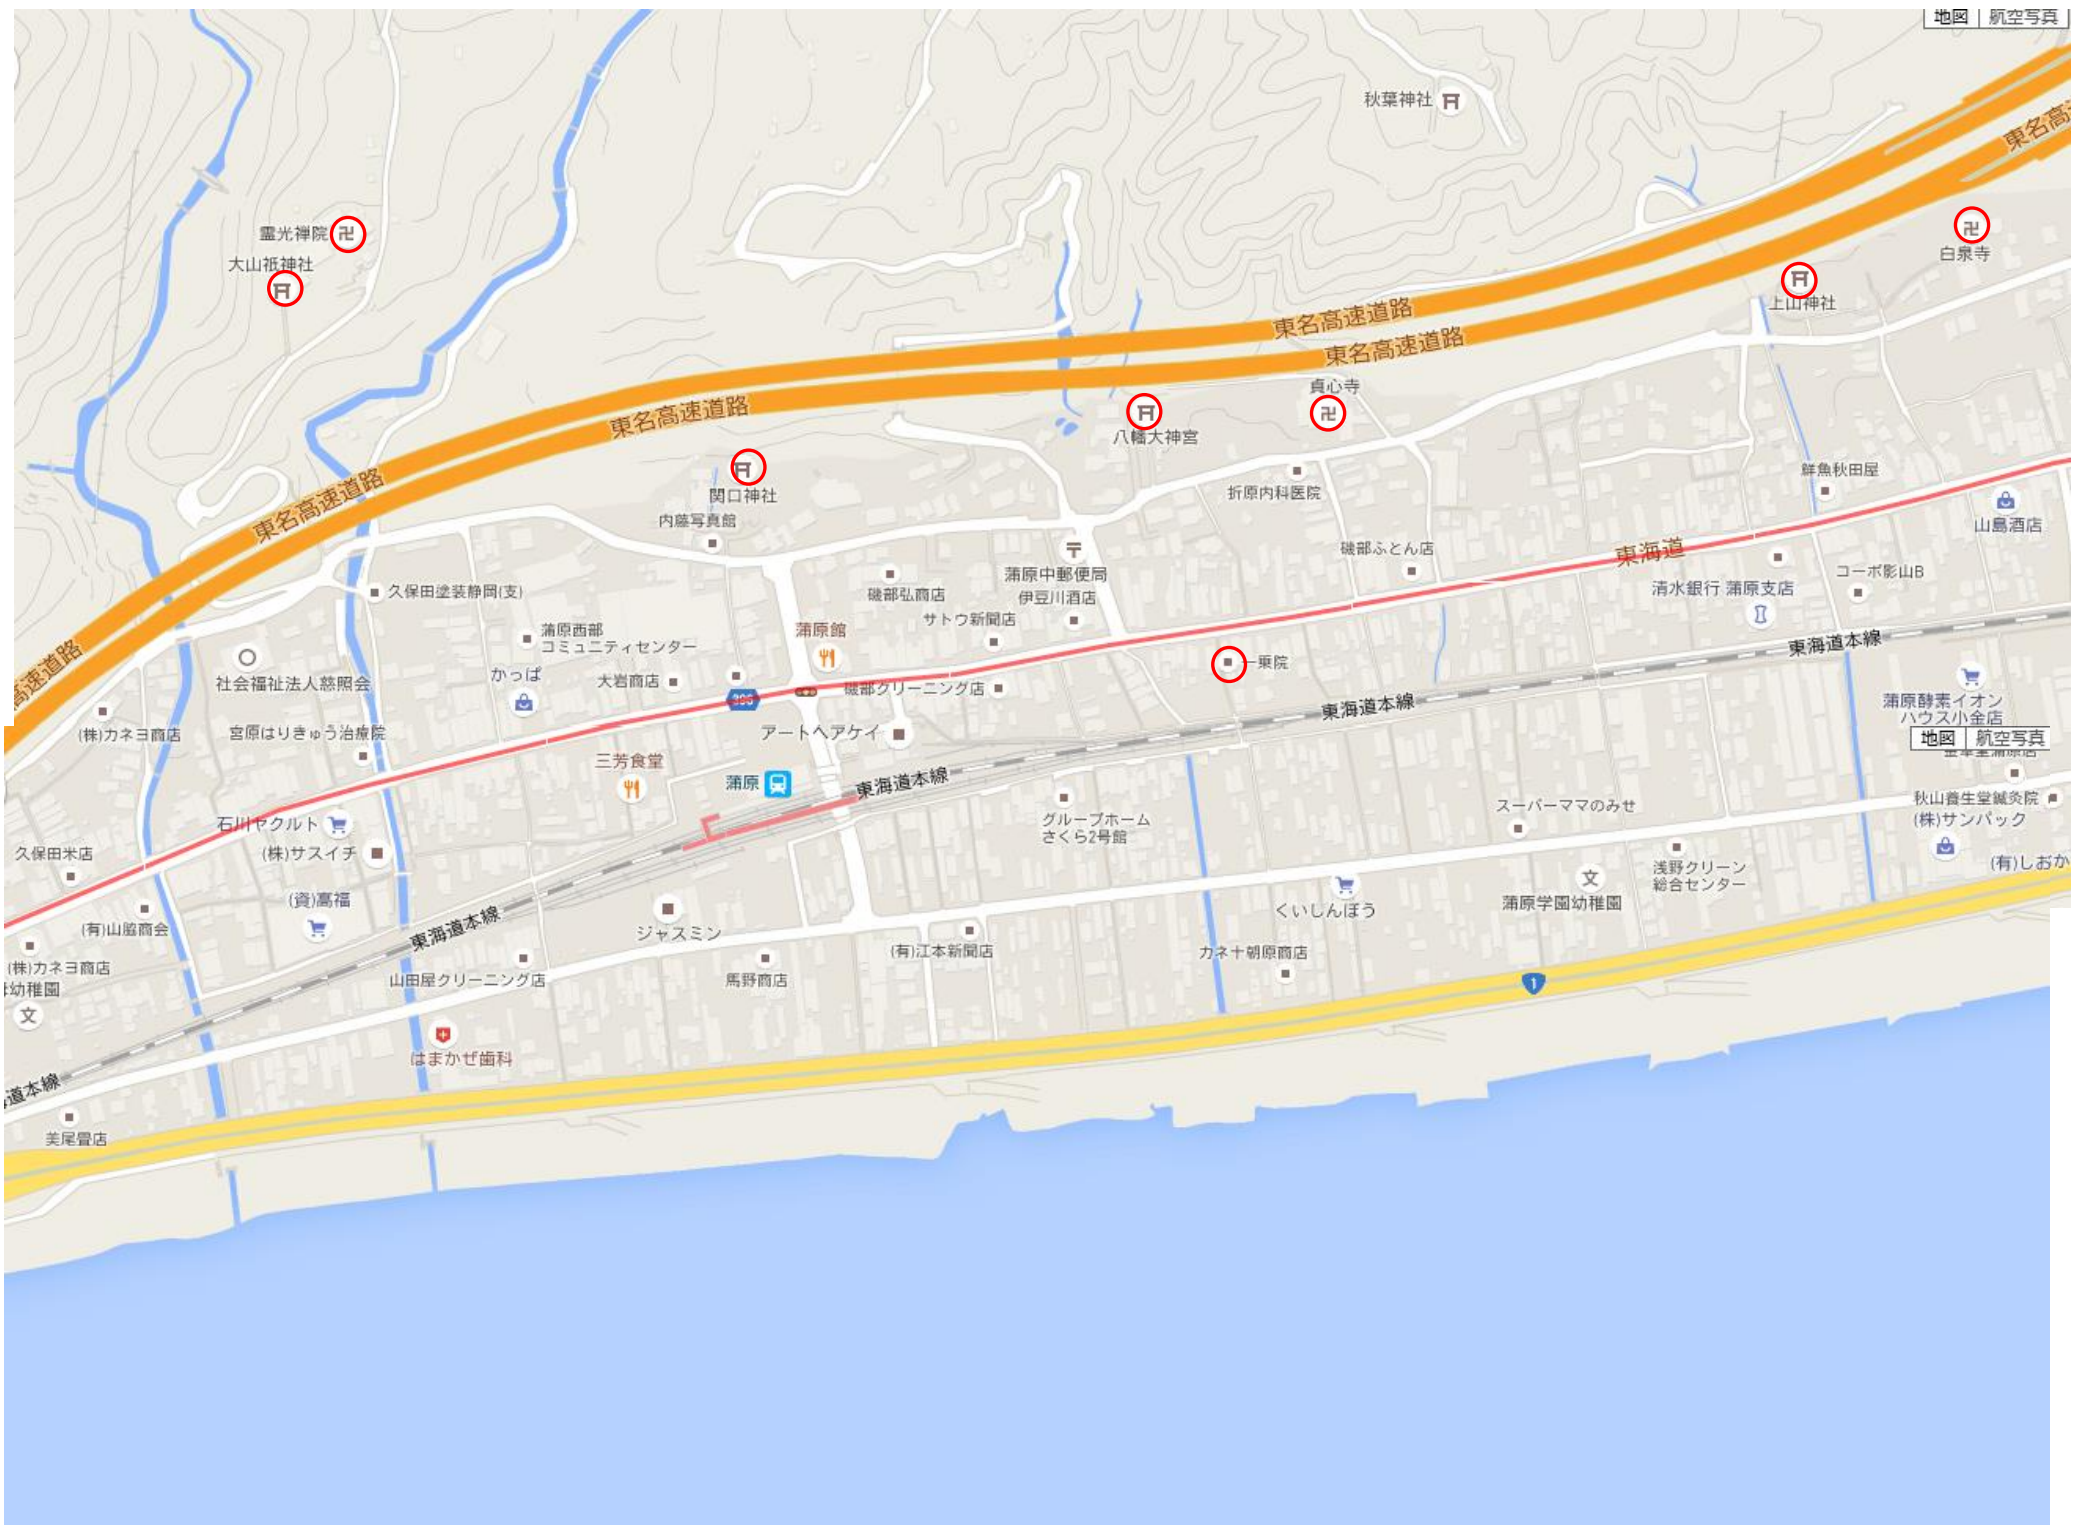 地図 航空写真
秋葉神社
東名高
霊光禅院
大山祇神社
白泉寺
上山神社
東名高速道路
東名高速道路
貞心寺
東名高速道路
八幡大神宮
関口神社
鮮魚秋田屋
折原内科医院
東名高速道路
内藤写真館
山島酒店
東海道
磯部ふとん店
蒲原中郵便局
コーポ影山B
久保田塗装静岡(支)
磯部弘商店
伊豆川酒店
清水銀行 蒲原支店
サトウ新聞店
蒲原西部
コミュニティセンター
蒲原館
東海道本線
高速道路
一乗院
社会福祉法人慈照会
かっぱ
大岩商店
磯部クリーニング店
396
東海道本線
蒲原酵素イオン
ハウス小金店
(株)カネヨ商店
宮原はりきゅう治療院
アートヘアケイ
地図 航空写真
三芳食堂
蒲原
東海道本線
秋山養生堂鍼灸院
スーパーママのみせ
(株)サンパック
グループホーム
さくら2号館
石川ヤクルト
久保田米店
(株)サスイチ
(有)しおか
浅野クリーン
総合センター
(資)高福
蒲原学園幼稚園
くいしんぼう
(有)山脇商会
ジャスミン
東海道本線
(有)江本新聞店
カネ十朝原商店
(株)カネヨ商店
山田屋クリーニング店
馬野商店
1
幼稚園
はまかぜ歯科
道本線
美尾畳店